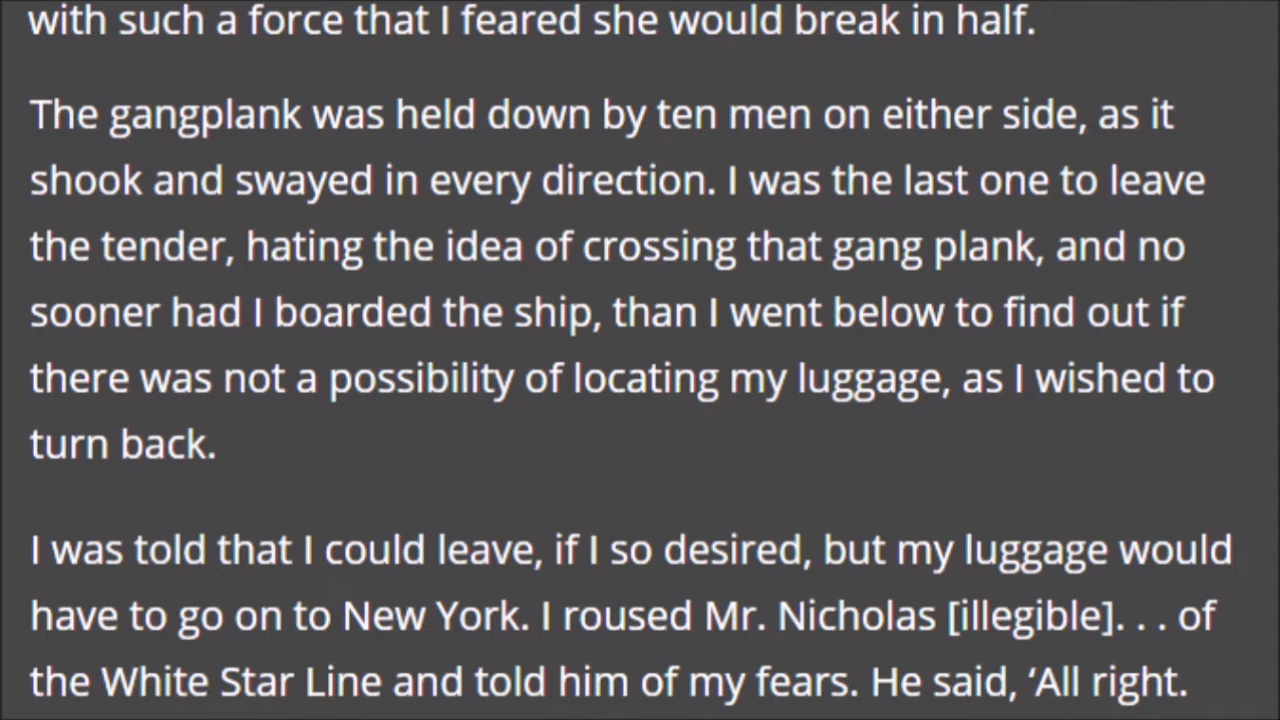 with such a force that I feared she would break in half.
The gangplank was held down by ten men on either side, as it
shook and swayed in every direction. I was the last one to leave
the tender, hating the idea of crossing that gang plank, and no
sooner had I boarded the ship, than I went below to find out if
there was not a possibility of locating my luggage, as I wished to
turn back.
I was told that I could leave, if I so desired, but my luggage would
have to go on to New York. I roused Mr. Nicholas [illegible]. . . of
the White Star Line and told him of my fears. He said, ‘All right.